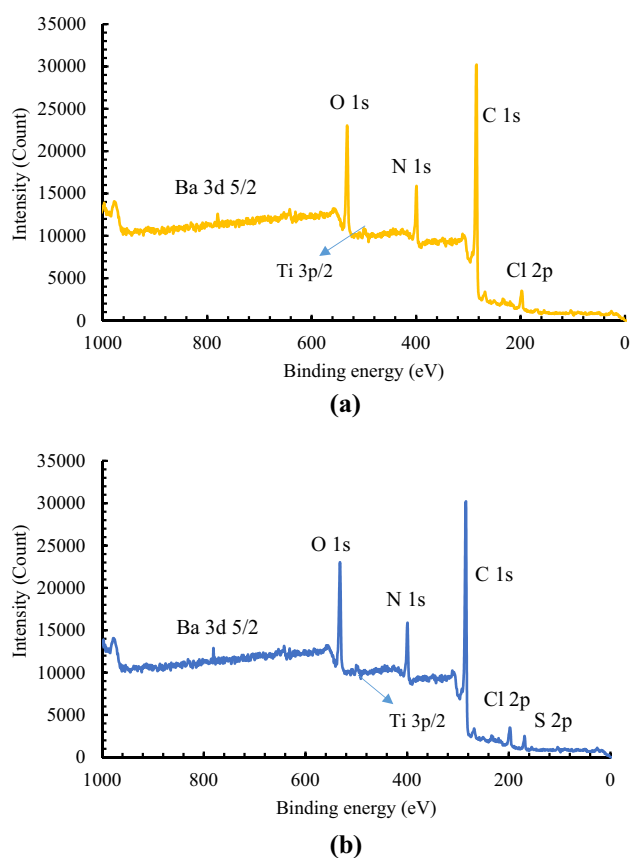 35000
30000
25000
20000
15000
10000
5000
0
Intensity (Count)
O 1s
C 1s
N 1s
Ba 3d 5/2
Ti 3p/2
Cl 2p
1000 800 600 400 200 0
Binding energy (eV)
(a)
35000
30000
25000
20000
15000
10000
5000
0
Intensity (Count)
O 1s
C 1s
N 1s
Ba 3d 5/2
Cl 2p
Ti 3p/2 S 2p
1000 800 600 400 200 0
Binding energy (eV)
(b)